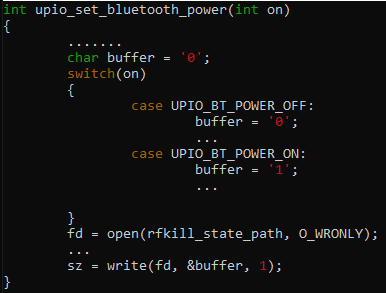 int upio_set_bluetooth_power(int on)
{
.......
char buffer = '0';
switch(on)
{
case UPIO_BT_POWER_OFF:
buffer = '0';
...
case UPIO_BT_POWER_ON:
buffer = '1';
...
}
fd = open(rfkill_state_path, O_WRONLY);
...
sz = write(fd, &buffer, 1);
}